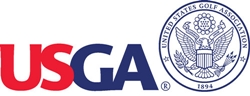 USGA®
UNITED STATES GOLF ASSOCIATION
1894